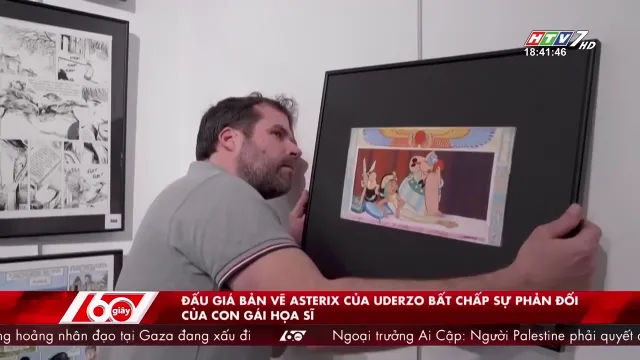 HTV7 HD
18:41:46
60 giây
ĐẤU GIÁ BẢN VẼ ASTERIX CỦA UDERZO BẤT CHẤP SỰ PHẢN ĐỐI
CỦA CON GÁI HỌA SĨ
ng hoảng nhân đạo tại Gaza đang xấu đi Ngoại trưởng Ai Cập: Người Palestine phải quyết